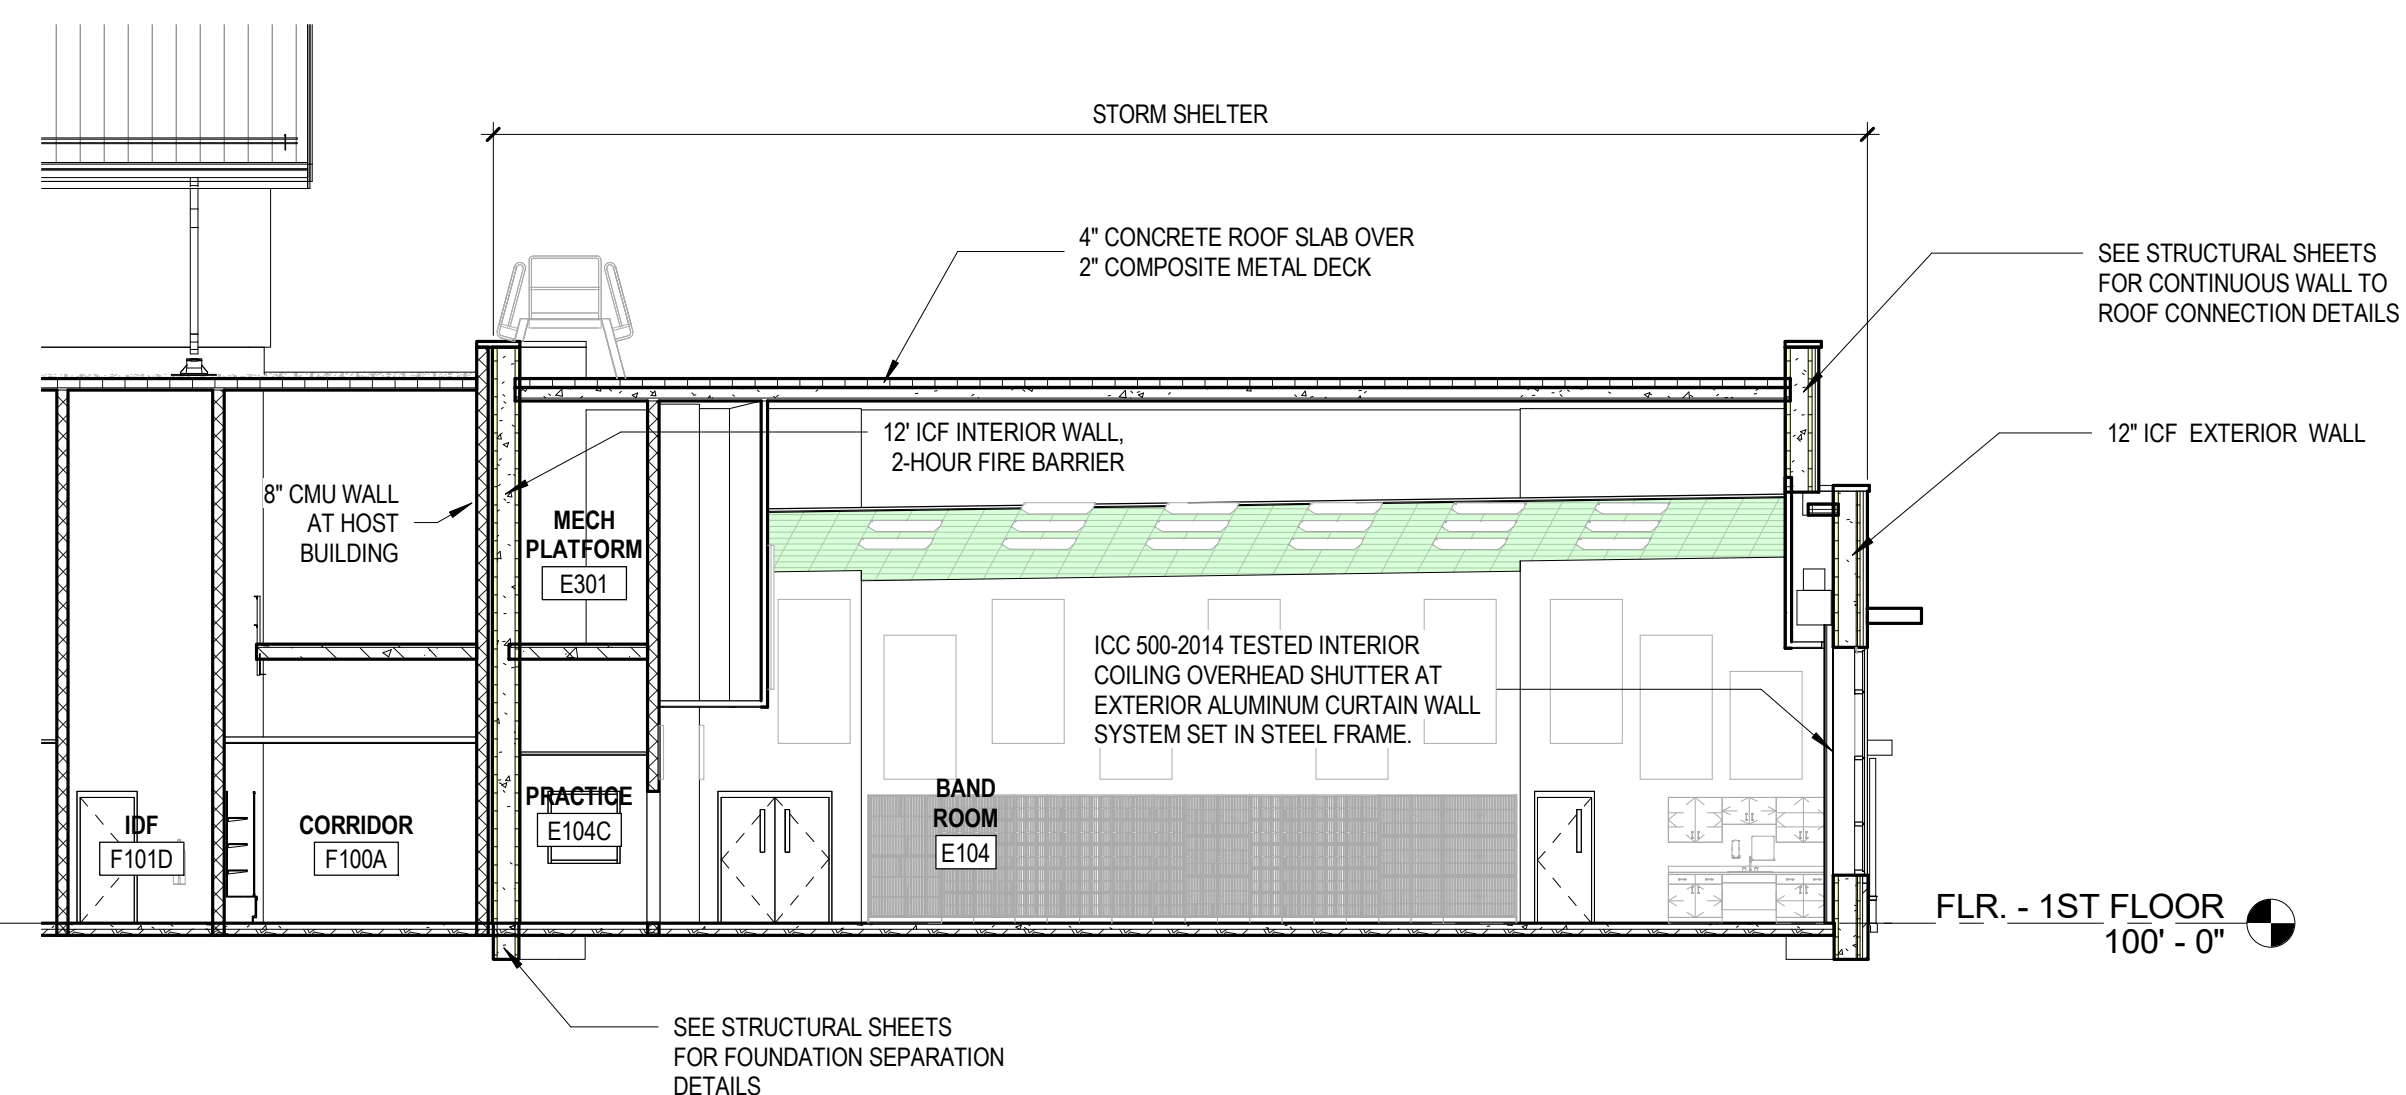 STORM SHELTER
4" CONCRETE ROOF SLAB OVER
2" COMPOSITE METAL DECK
SEE STRUCTURAL SHEETS
FOR CONTINUOUS WALL TO
ROOF CONNECTION DETAILS
12' ICF INTERIOR WALL,
2-HOUR FIRE BARRIER
12" ICF EXTERIOR WALL
8" CMU WALL
AT HOST
BUILDING
MECH
PLATFORM
E301
ICC 500-2014 TESTED INTERIOR
COILING OVERHEAD SHUTTER AT
EXTERIOR ALUMINUM CURTAIN WALL
SYSTEM SET IN STEEL FRAME.
IDF
F101D
CORRIDOR
F100A
PRACTICE
E104C
BAND
ROOM
E104
FLR. - 1ST FLOOR
100' - 0"
SEE STRUCTURAL SHEETS
FOR FOUNDATION SEPARATION
DETAILS